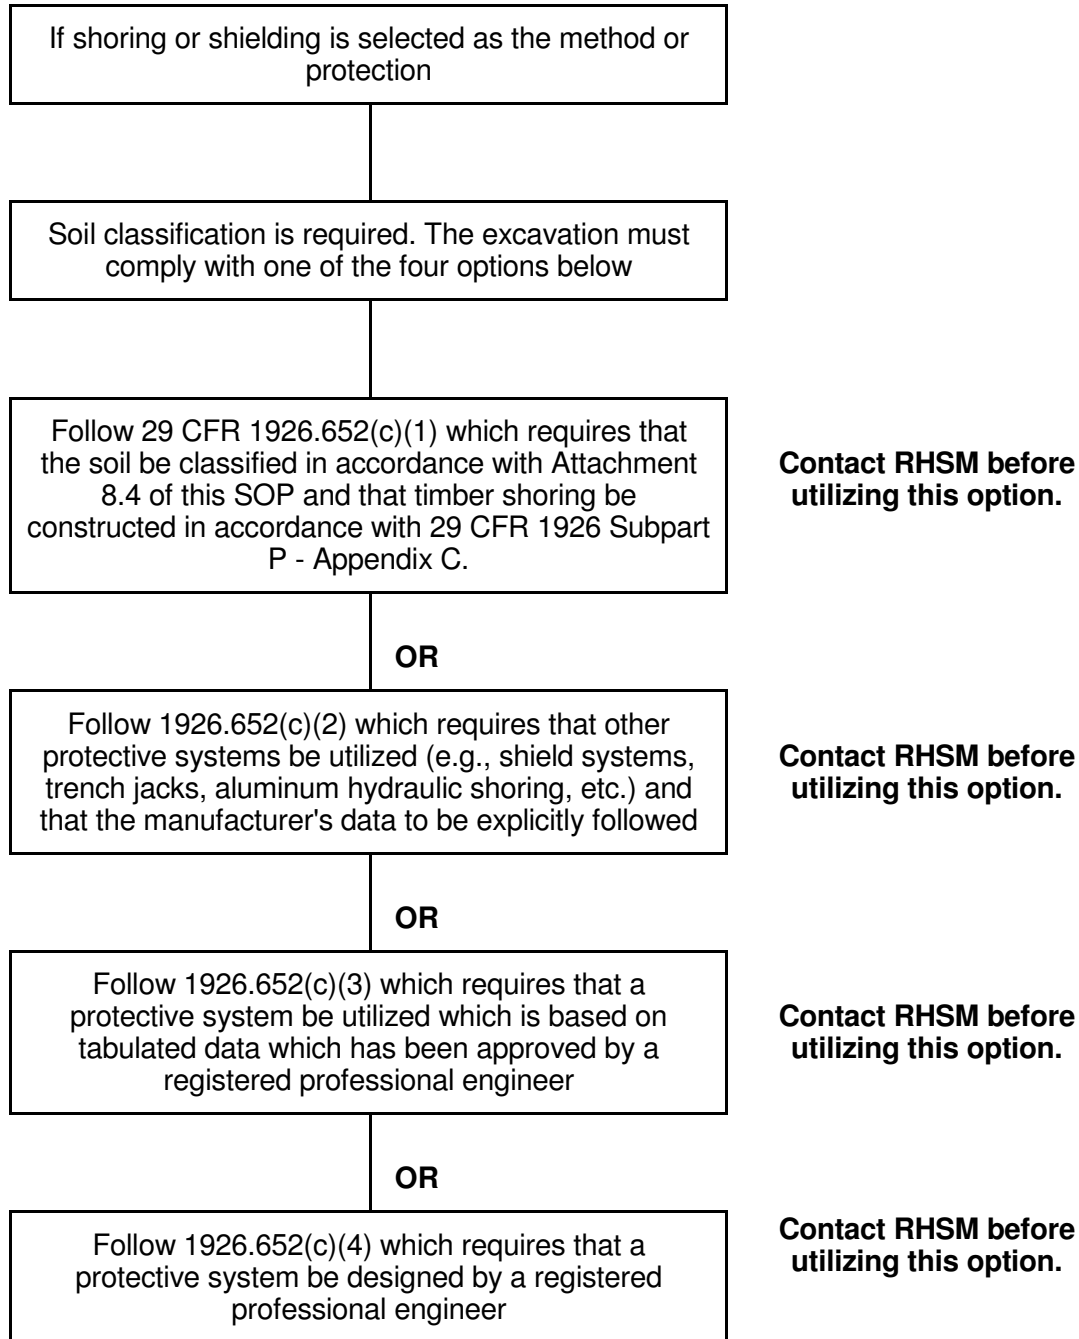 If shoring or shielding is selected as the method or
protection
Soil classification is required. The excavation must
comply with one of the four options below
Follow 29 CFR 1926.652(c)(1) which requires that
the soil be classified in accordance with Attachment
8.4 of this SOP and that timber shoring be
constructed in accordance with 29 CFR 1926 Subpart
P - Appendix C.
Contact RHSM before
utilizing this option.
OR
Follow 1926.652(c)(2) which requires that other
protective systems be utilized (e.g., shield systems,
trench jacks, aluminum hydraulic shoring, etc.) and
that the manufacturer's data to be explicitly followed
Contact RHSM before
utilizing this option.
OR
Follow 1926.652(c)(3) which requires that a
protective system be utilized which is based on
tabulated data which has been approved by a
registered professional engineer
Contact RHSM before
utilizing this option.
OR
Follow 1926.652(c)(4) which requires that a
protective system be designed by a registered
professional engineer
Contact RHSM before
utilizing this option.